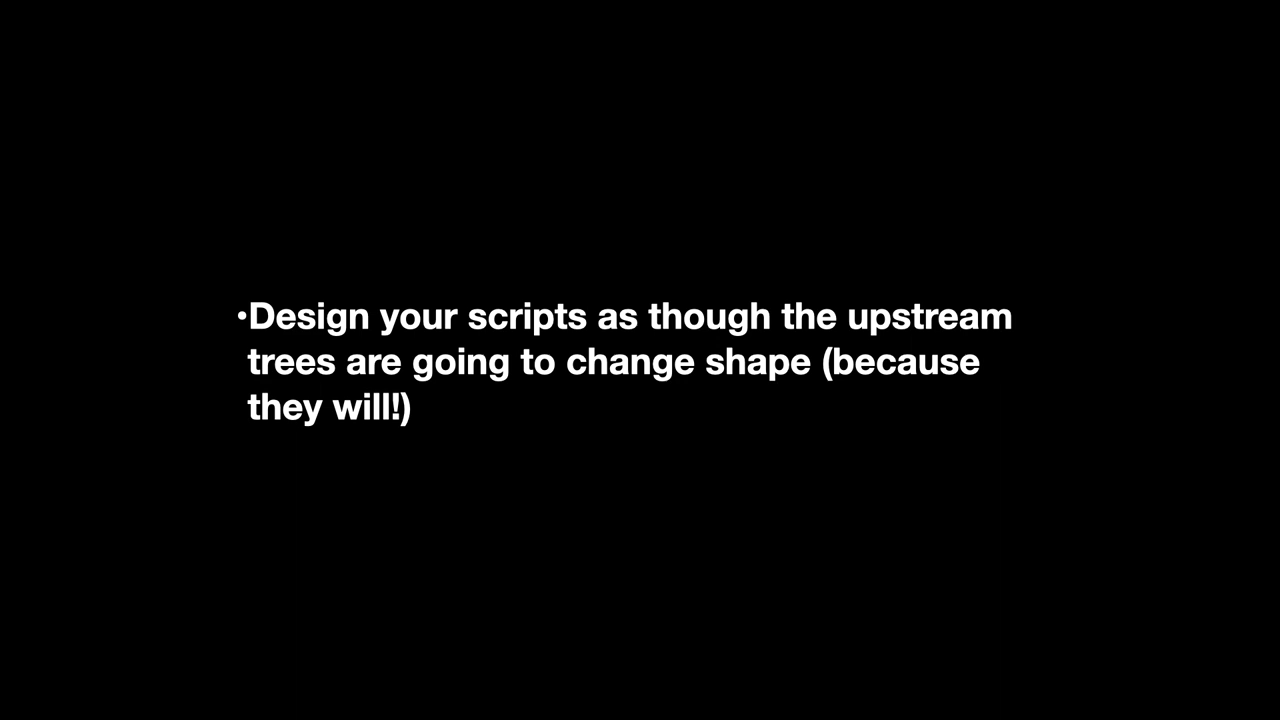 •Design your scripts as though the upstream
trees are going to change shape (because
they will!)